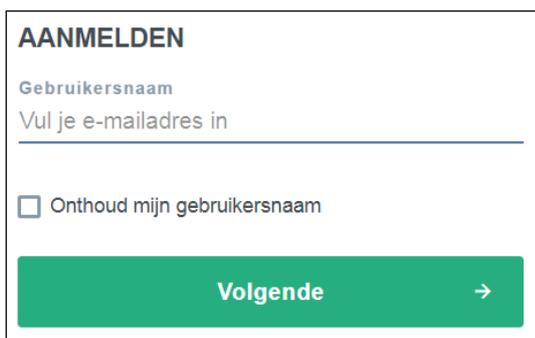 AANMELDEN
Gebruikersnaam
Vul je e-mailadres in
Onthoud mijn gebruikersnaam
Volgende